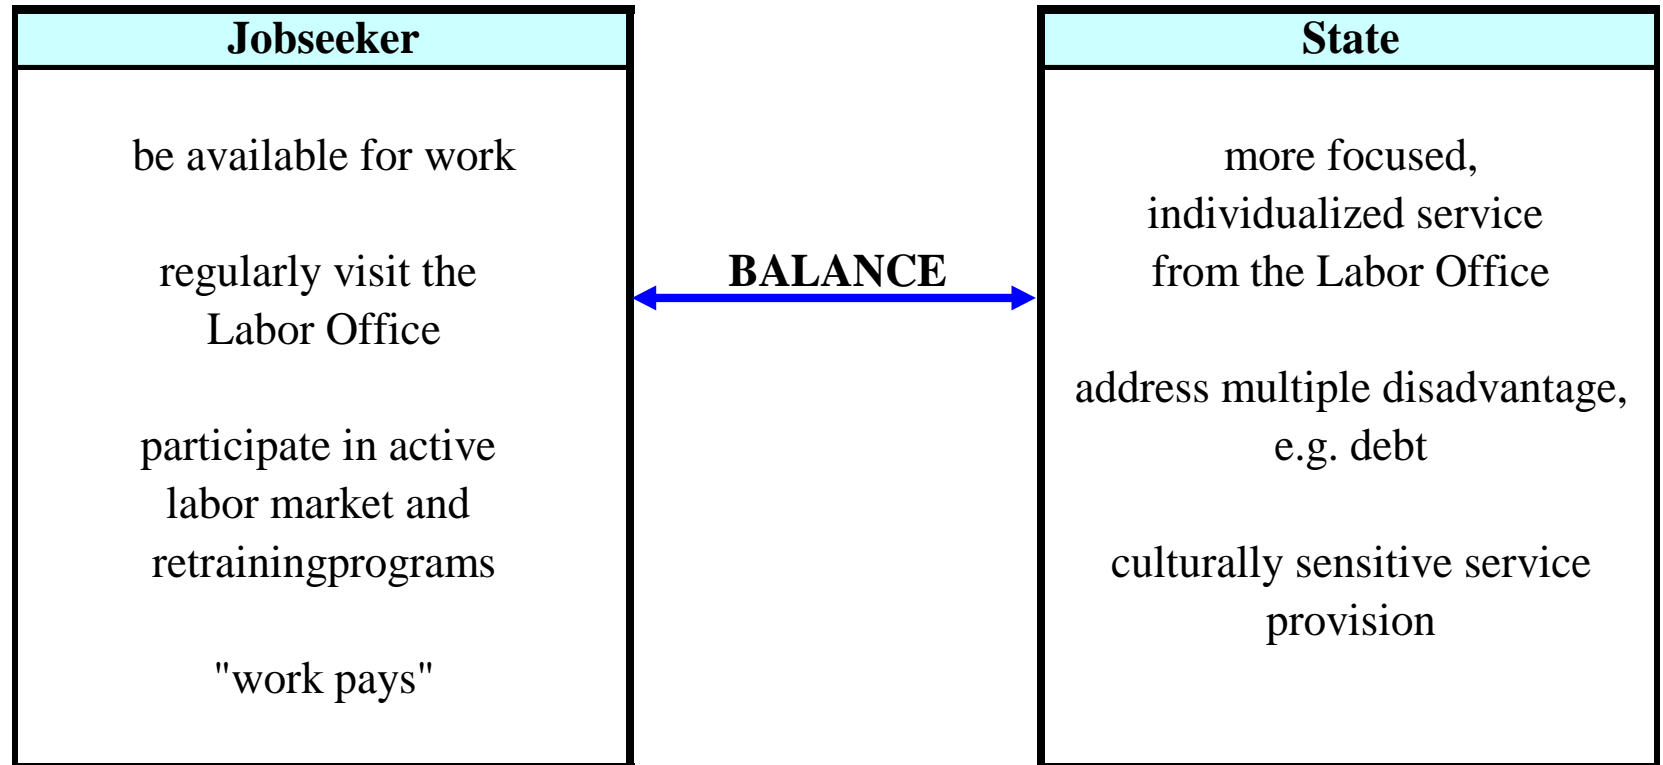 Jobseeker
be available for work
regularly visit the
Labor Office
participate in active
labor market and
retrainingprograms
"work pays"
BALANCE
State
more focused,
individualized service
from the Labor Office
address multiple disadvantage,
e.g. debt
culturally sensitive service
provision